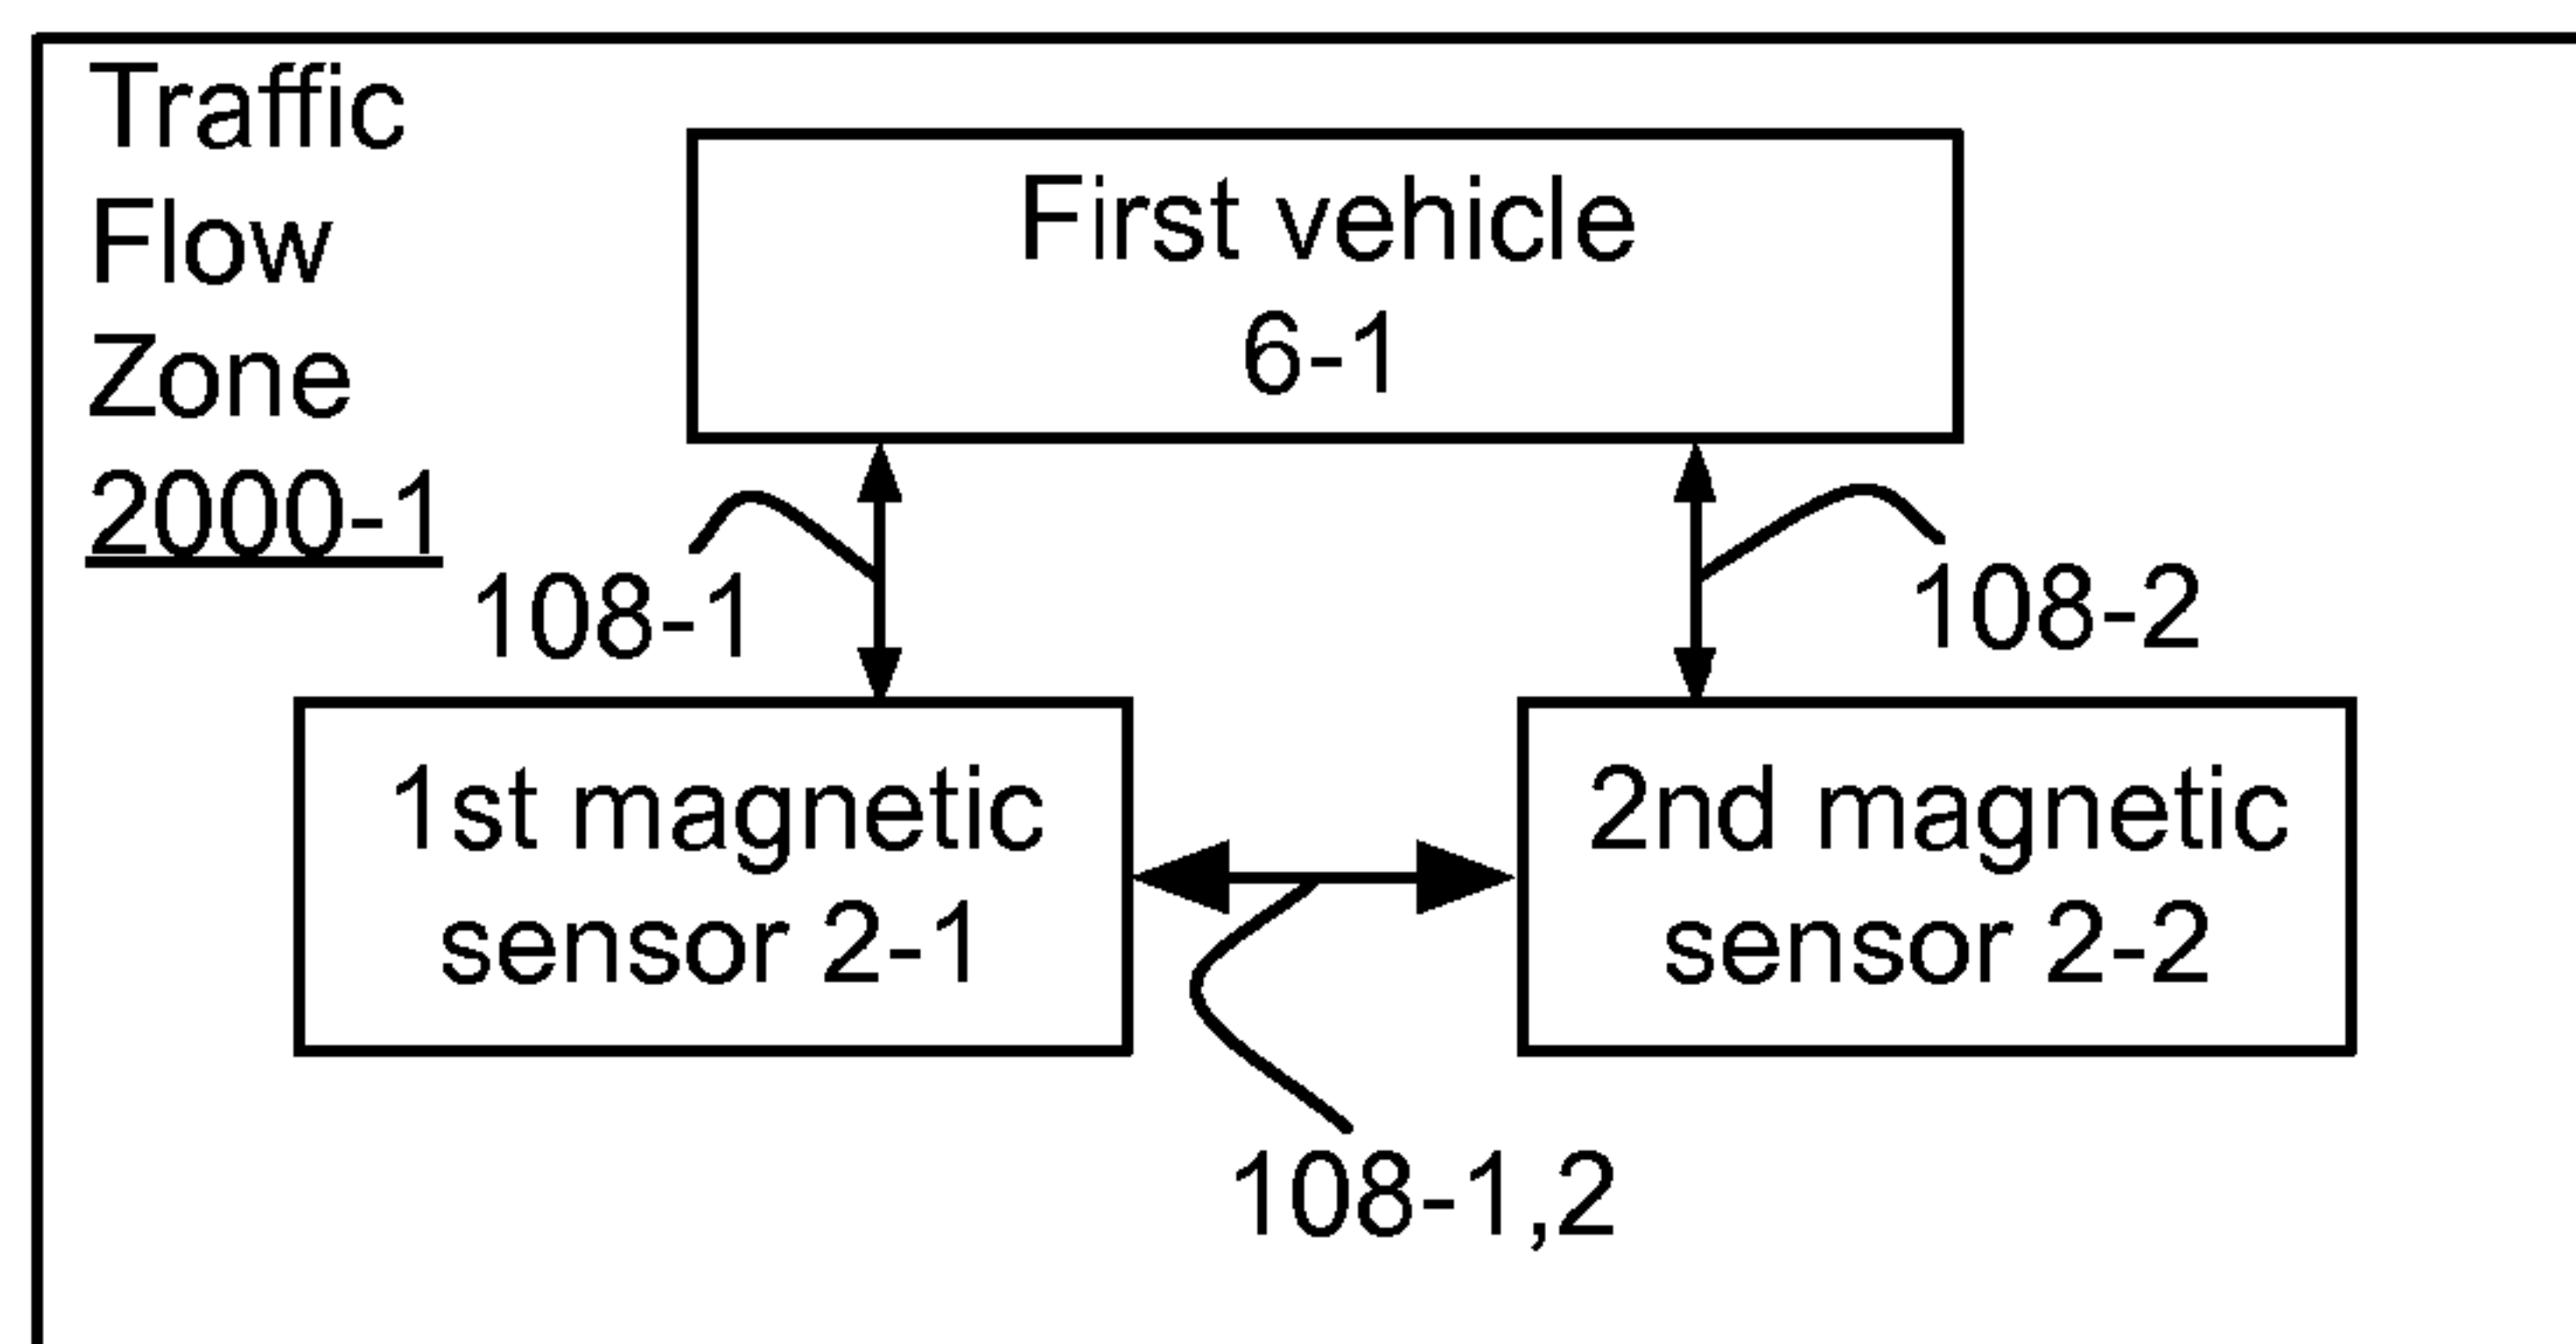 Traffic
Flow
Zone
2000-1
First vehicle
6-1
108-1
108-2
1st magnetic
sensor 2-1
2nd magnetic
sensor 2-2
108-1,2